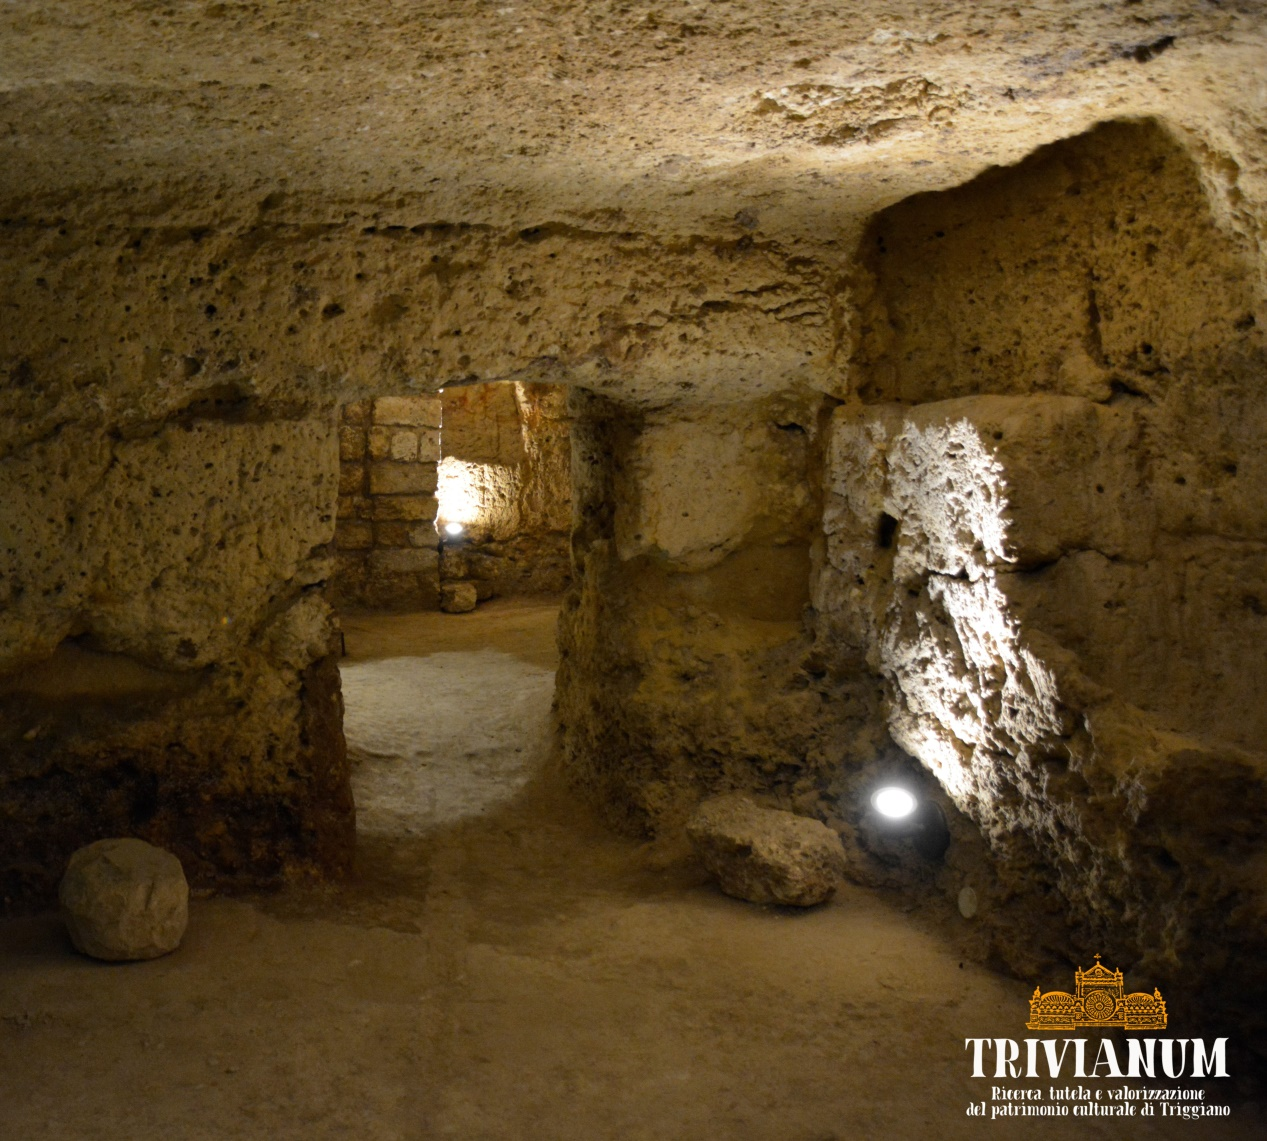 TRIVIANUM
Ricerca, tutela e valorizzazione
del patrimonio culturale di Triggiano